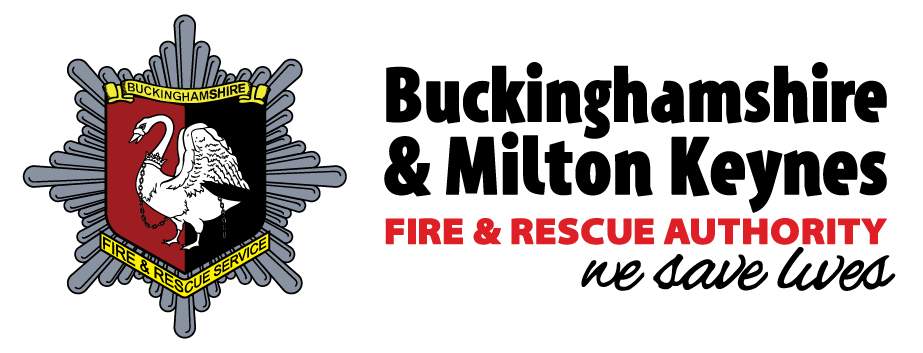 BUCKINGHAMSHIRE
FIRE & RESCUE SERVICE
Buckinghamshire
& Milton Keynes
FIRE & RESCUE AUTHORITY
we save lives